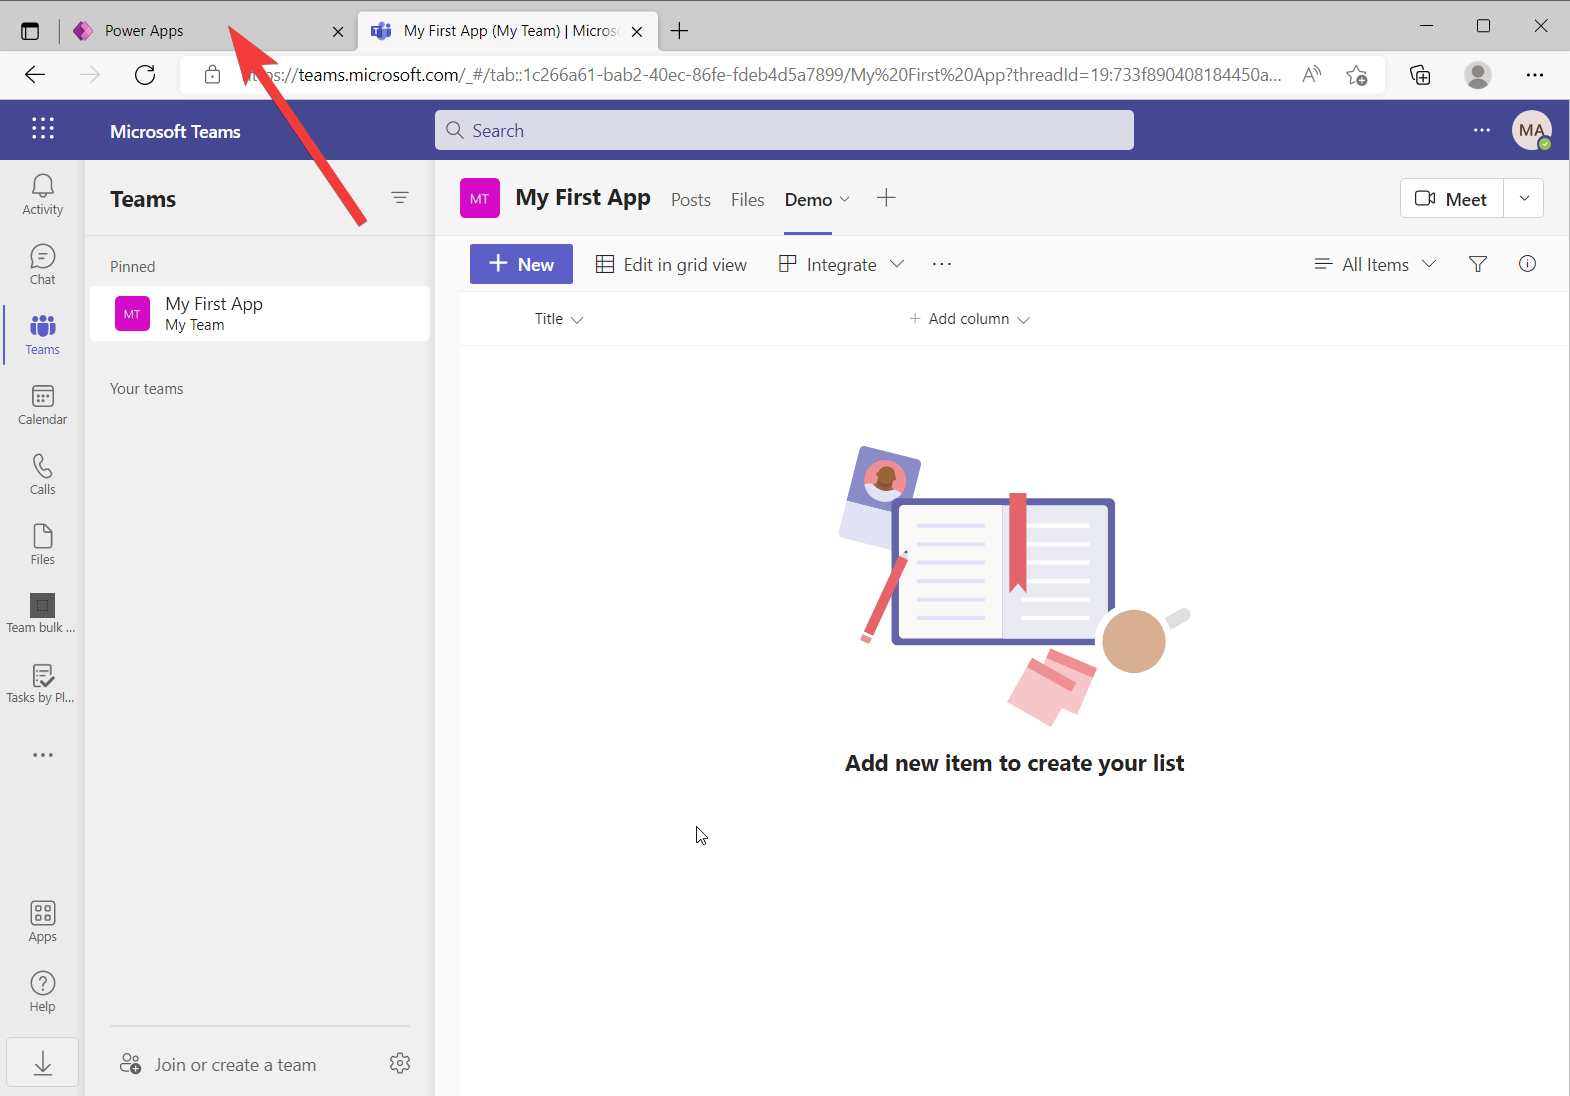 Power Apps
My First App (My Team) | Micros
https://teams.microsoft.com/_#/tab::1c266a61-bab2-40ec-86fe-fdeb4d5a7899/My%20First%20App?threadId=19:733f890408184450a...
Microsoft Teams
Search
MA
Activity
Chat
Teams
Calendar
Calls
Files
Team bulk ...
Tasks by Pl...
Apps
Help
Teams
Pinned
MT
My First App
My Team
Your teams
Join or create a team
MT
My First App
Posts
Files
Demo
Meet
New
Edit in grid view
Integrate
All Items
Title
Add column
Add new item to create your list